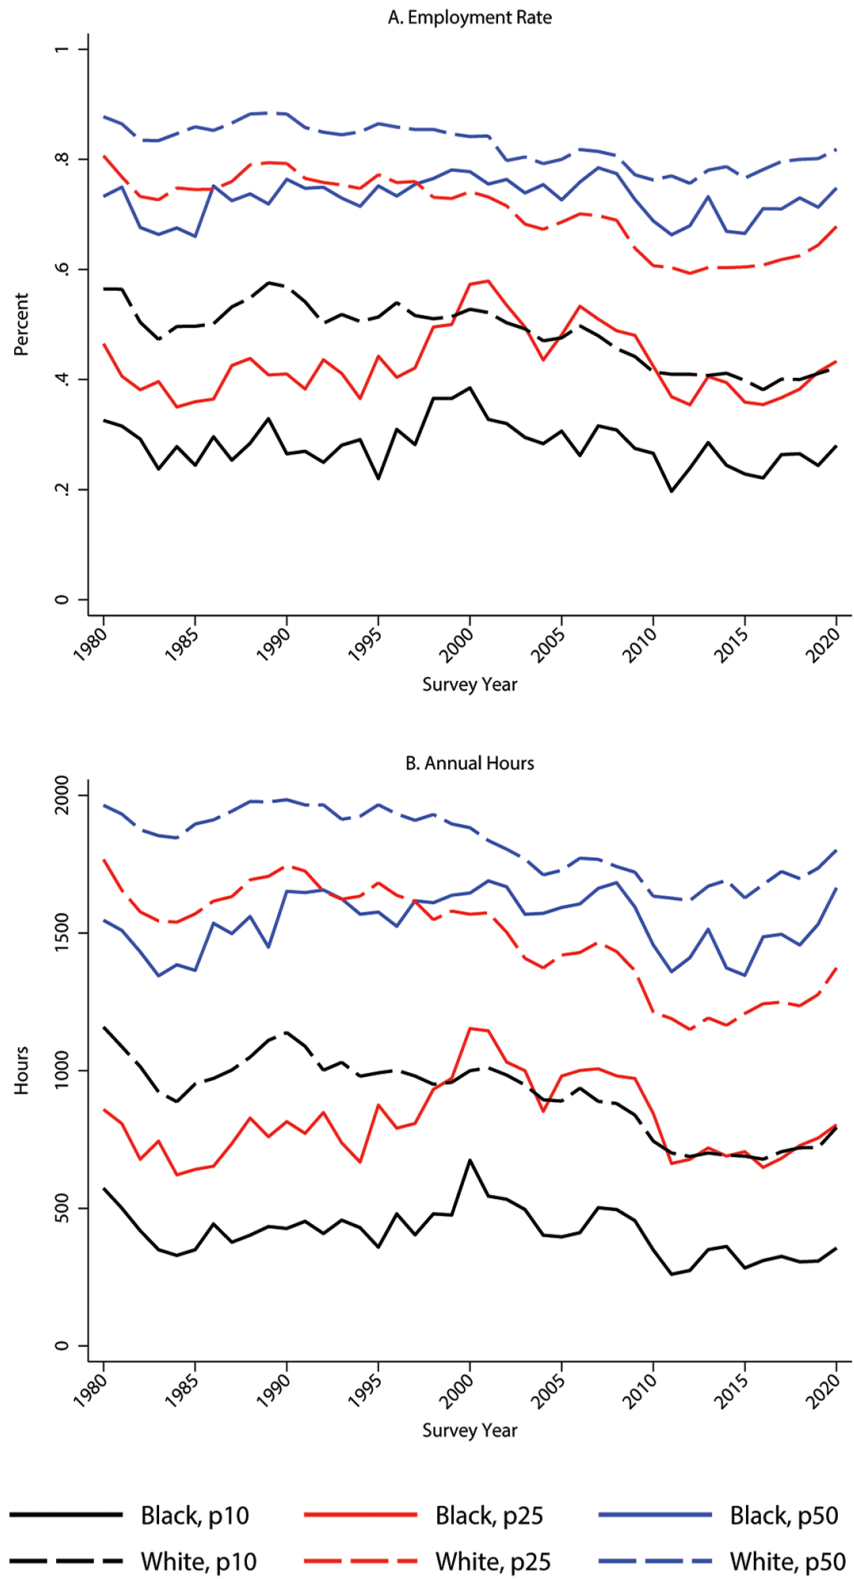 A. Employment Rate
1
.8
.6
.4
.2
0
Percent
1980 1985 1990 1995 2000 2005 2010 2015 2020
Survey Year
B. Annual Hours
2000
1500
1000
500
0
Hours
1980 1985 1990 1995 2000 2005 2010 2015 2020
Survey Year
Black, p10 Black, p25 Black, p50
White, p10 White, p25 White, p50